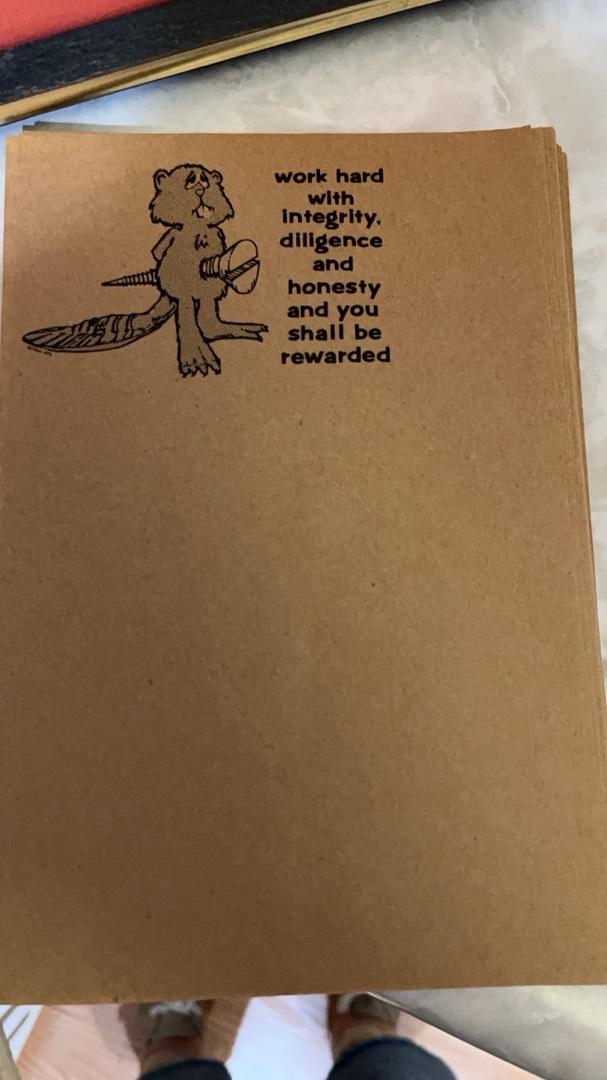 work hard
with
integrity,
diligence
and
honesty
and you
shall be
rewarded